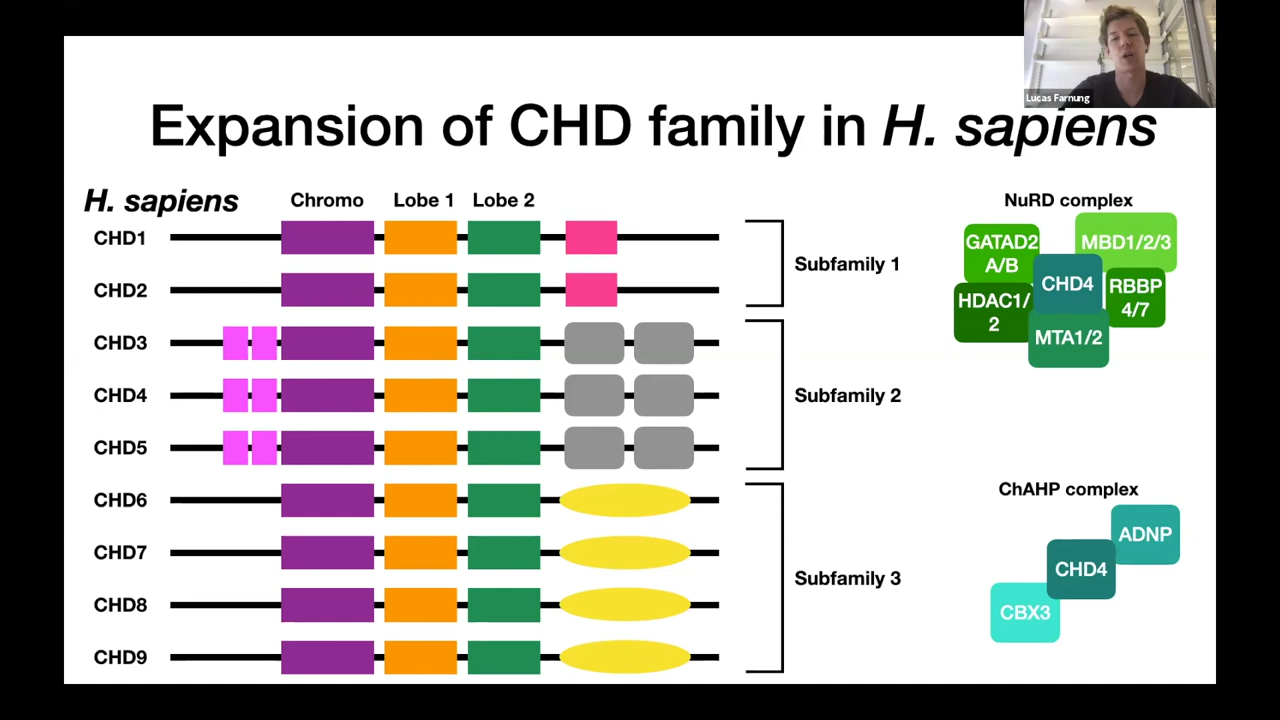 Lucas Farnung
Expansion of CHD family in H. sapiens
H. sapiens
Chromo
Lobe 1
Lobe 2
CHD1
CHD2
CHD3
CHD4
CHD5
CHD6
CHD7
CHD8
CHD9
Subfamily 1
Subfamily 2
Subfamily 3
NuRD complex
GATAD2
A/B
MBD1/2/3
CHD4
RBBP
4/7
HDAC1/
2
MTA1/2
ChAHP complex
ADNP
CHD4
CBX3